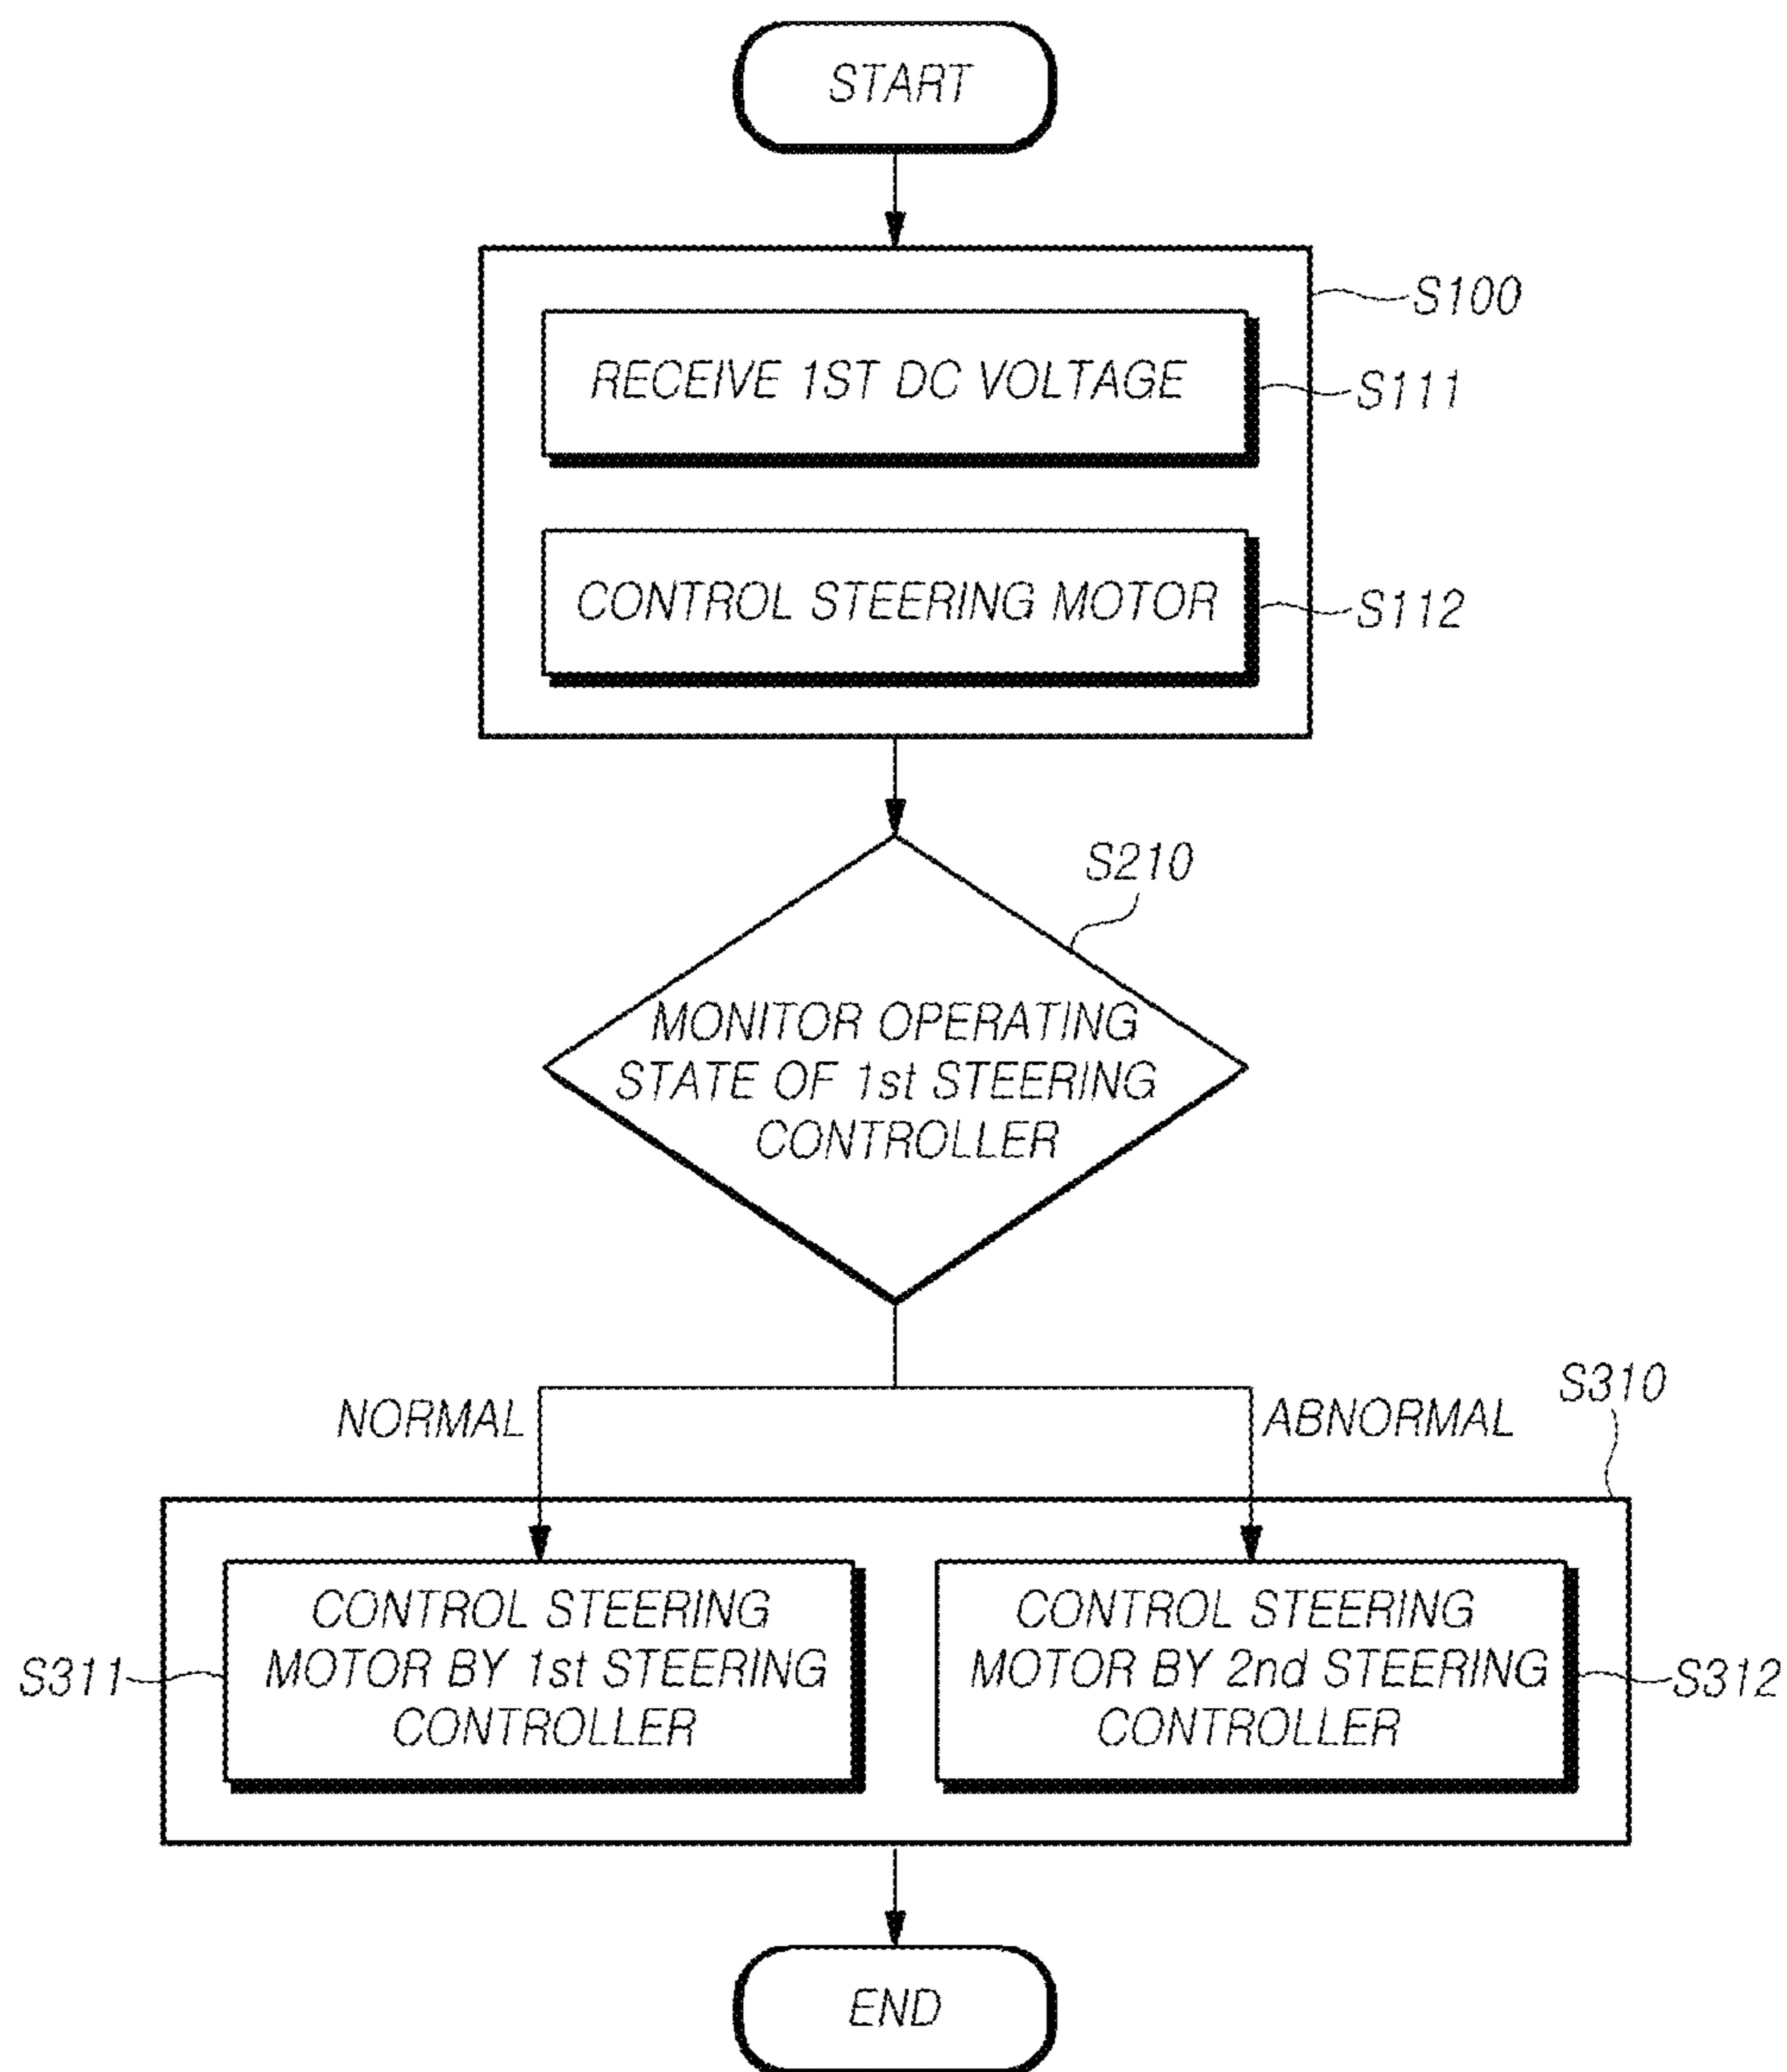 START
S100
RECEIVE 1ST DC VOLTAGE
S111
CONTROL STEERING MOTOR
S112
S210
MONITOR OPERATING
STATE OF 1st STEERING
CONTROLLER
NORMAL
ABNORMAL
S310
S311
CONTROL STEERING
MOTOR BY 1st STEERING
CONTROLLER
CONTROL STEERING
MOTOR BY 2nd STEERING
CONTROLLER
S312
END